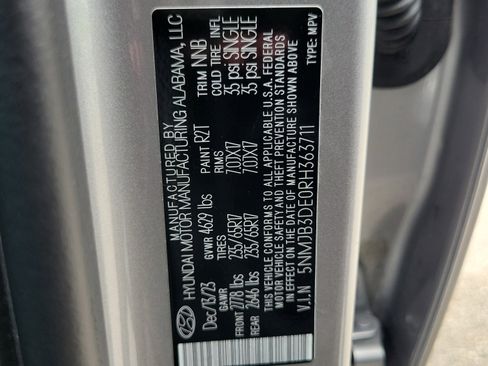 MANUFACTURED BY
HYUNDAI MOTOR MANUFACTURING ALABAMA, LLC
Dec/13/23 GVWR 4629 lbs PAINT R2T TRIM NNB
GAWR TIRES RIMS COLD TIRE INFL
FRONT 2778 lbs 235/65R17 7.0JX17 35 psi SINGLE
REAR 2646 lbs 235/65R17 7.0JX17 35 psi SINGLE
THIS VEHICLE CONFORMS TO ALL APPLICABLE U.S.A. FEDERAL
MOTOR VEHICLE SAFETY AND THEFT PREVENTION STANDARDS
IN EFFECT ON THE DATE OF MANUFACTURE SHOWN ABOVE
V.I.N 5NMJB3DE0RH363711 TYPE: MPV